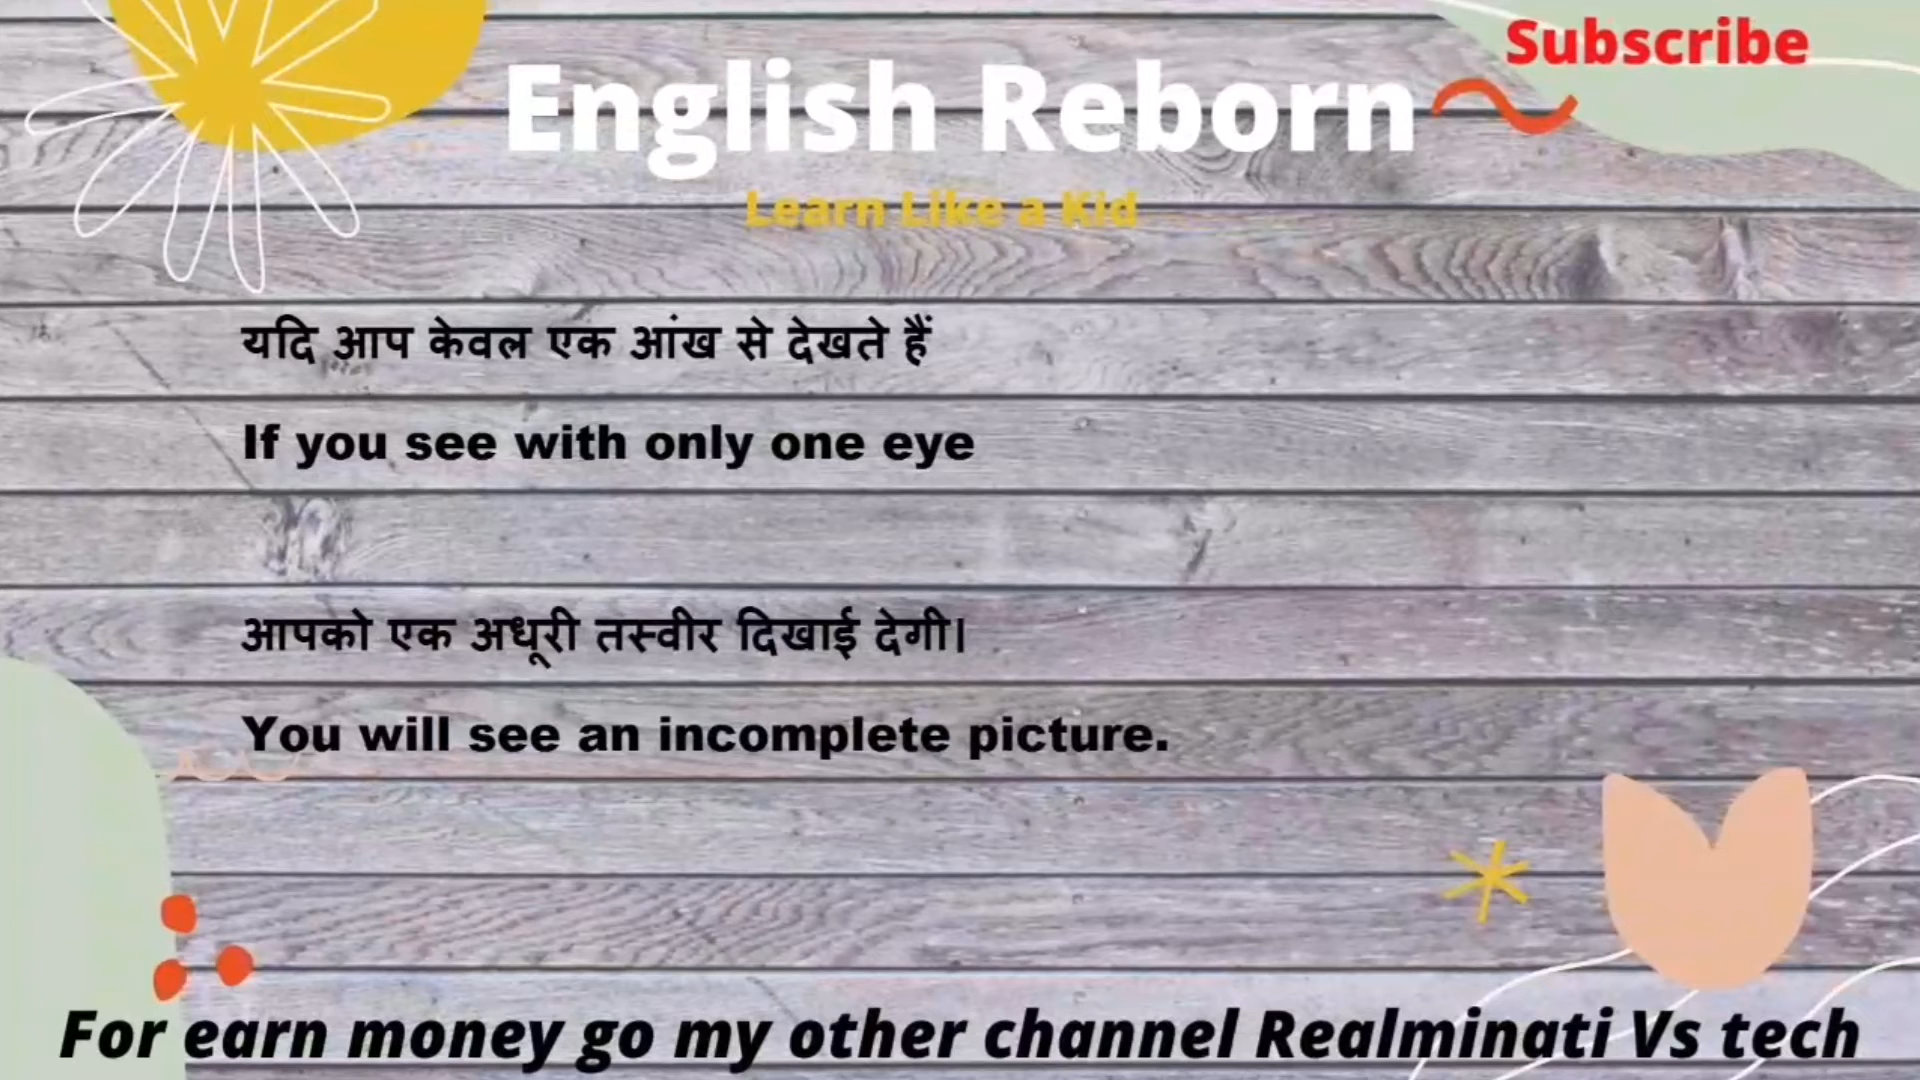 Subscribe
English Reborn
Learn Like a Kid
यदि आप केवल एक आंख से देखते हैं
If you see with only one eye
आपको एक अधूरी तस्वीर दिखाई देगी।
You will see an incomplete picture.
For earn money go my other channel Realminati Vs tech